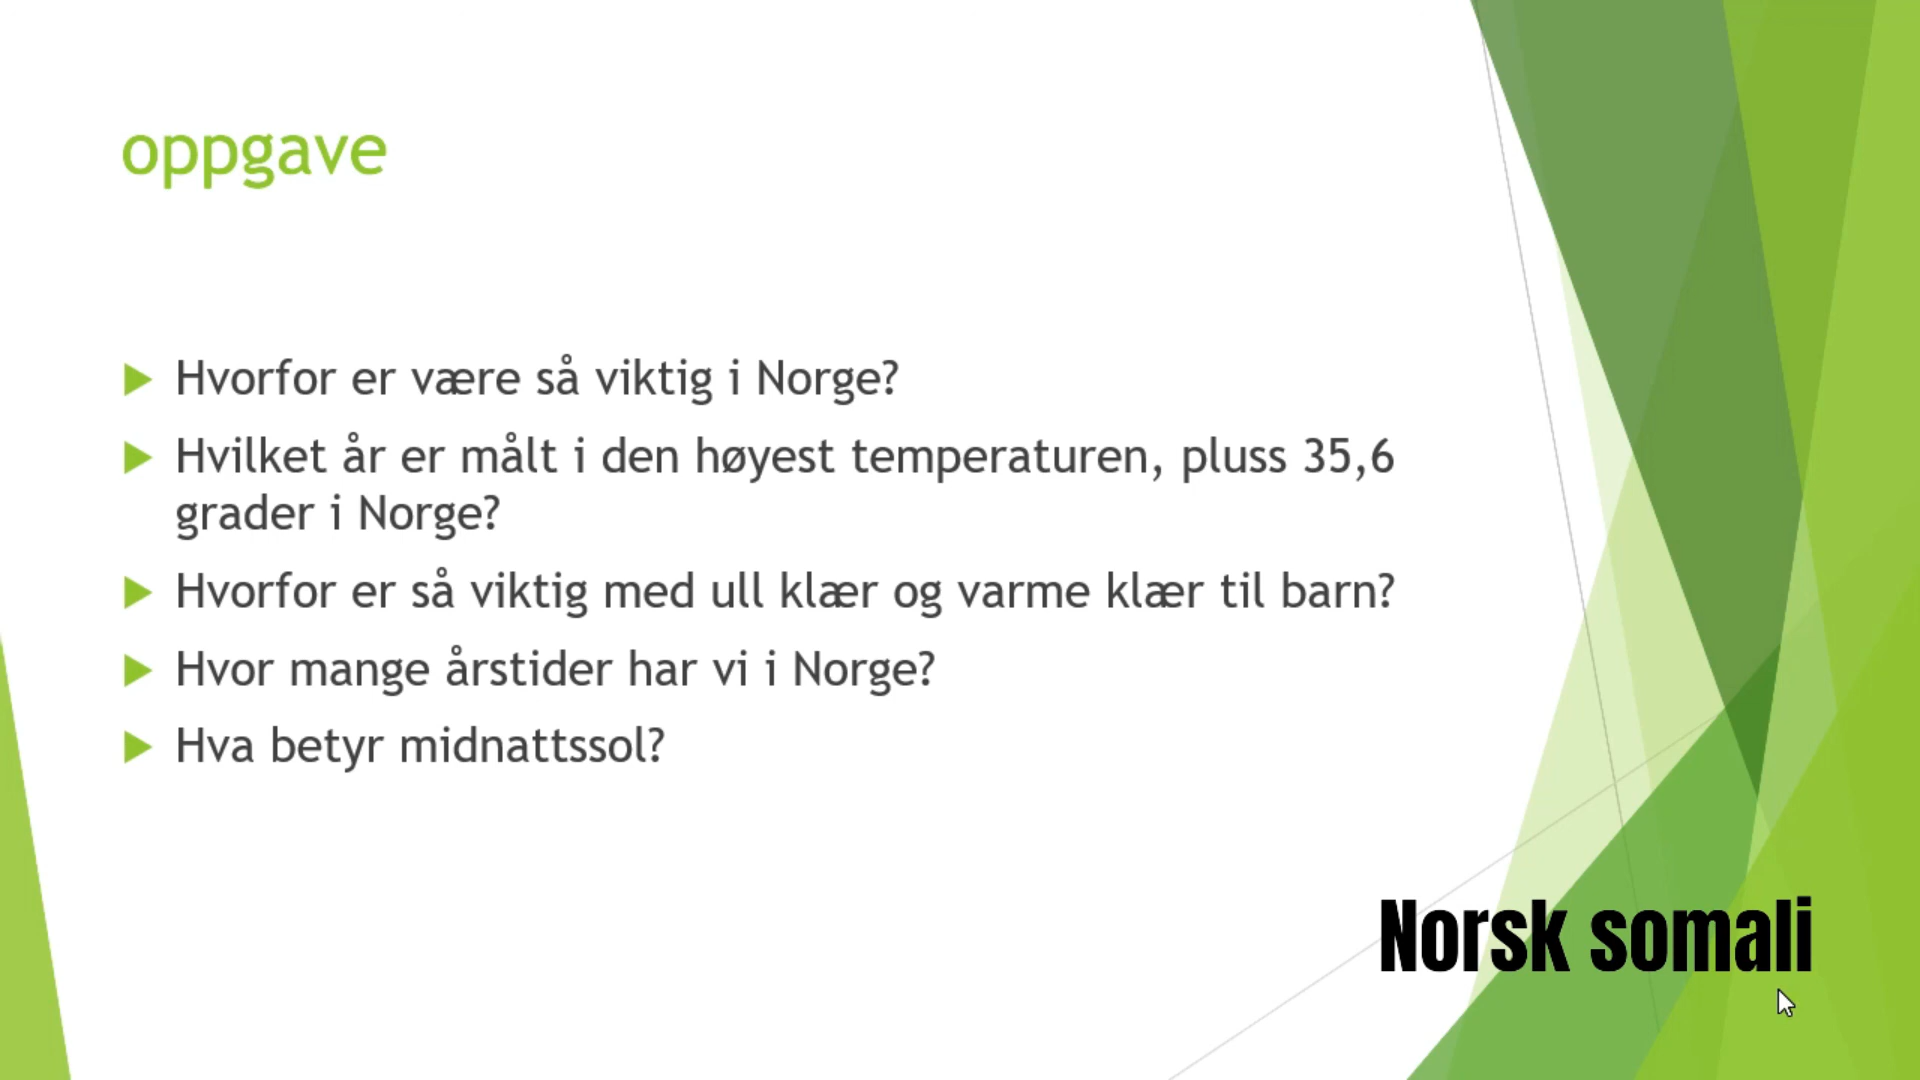 oppgave
Hvorfor er være så viktig i Norge?
Hvilket år er målt i den høyest temperaturen, pluss 35,6
grader i Norge?
Hvorfor er så viktig med ull klær og varme klær til barn?
Hvor mange årstider har vi i Norge?
Hva betyr midnattssol?
Norsk somali